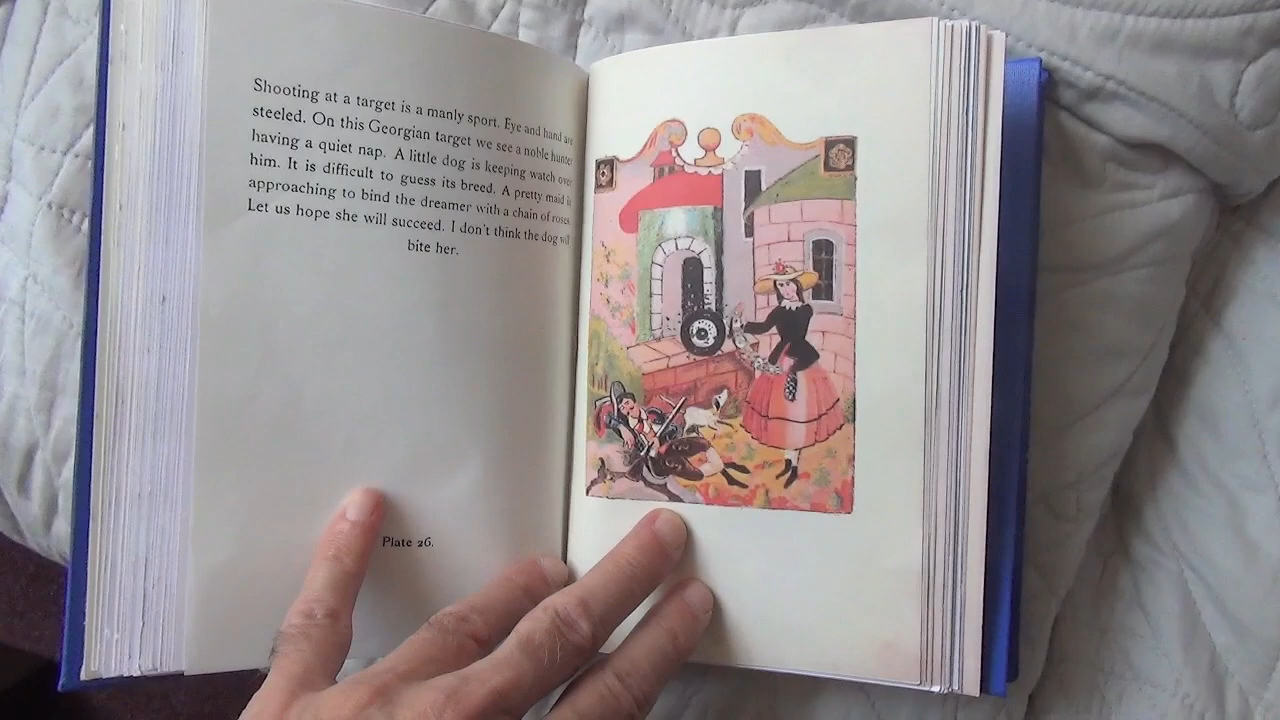 Shooting at a target is a manly sport. Eye and hand are
steeled. On this Georgian target we see a noble hunter
having a quiet nap. A little dog is keeping watch over
him. It is difficult to guess its breed. A pretty maid is
approaching to bind the dreamer with a chain of roses.
Let us hope she will succeed. I don't think the dog will
bite her.
Plate 26.